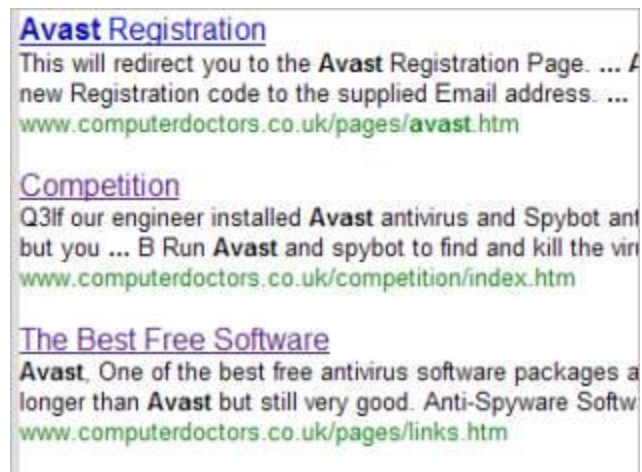 Avast Registration
This will redirect you to the Avast Registration Page. ...
new Registration code to the supplied Email address. ...
www.computerdoctors.co.uk/pages/avast.htm
Competition
Q3If our engineer installed Avast antivirus and Spybot
but you ... B Run Avast and spybot to find and kill the
www.computerdoctors.co.uk/competition/index.htm
The Best Free Software
Avast, One of the best free antivirus software packages
longer than Avast but still very good. Anti-Spyware
www.computerdoctors.co.uk/pages/links.htm